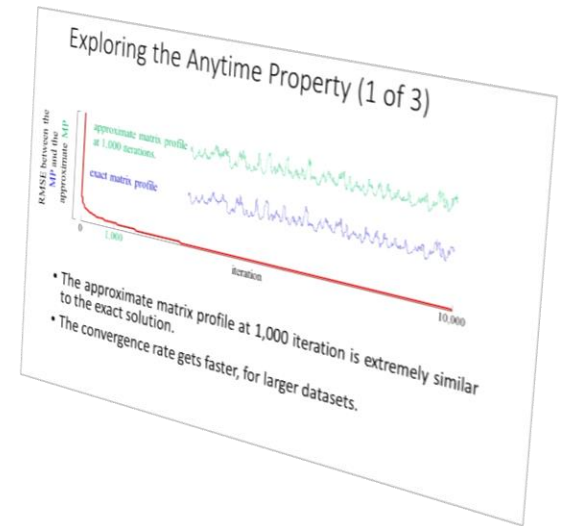 Exploring the Anytime Property (1 of 3)
RMSE between the
MP and the
approximate MP
approximate matrix profile
at 1,000 iterations.
exact matrix profile
0
1,000
iteration
10,000
• The approximate matrix profile at 1,000 iteration is extremely similar
to the exact solution.
• The convergence rate gets faster, for larger datasets.